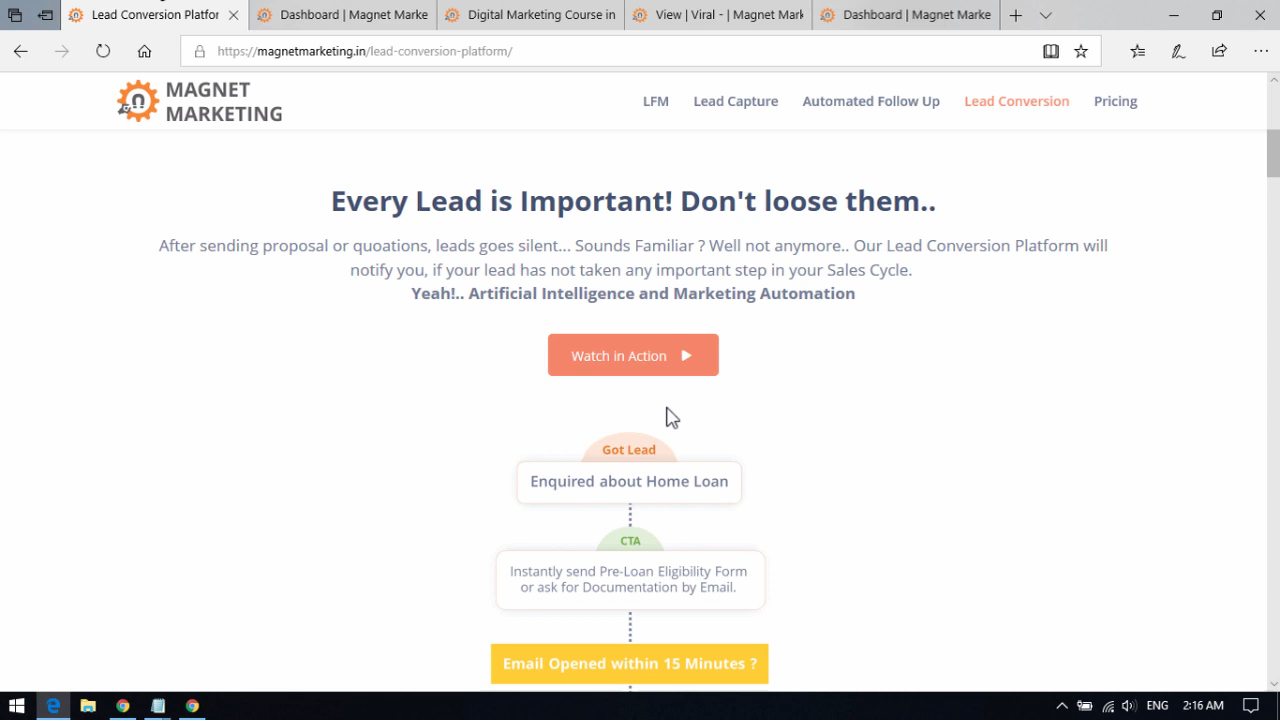 Lead Conversion Platfor
Dashboard | Magnet Marke
Digital Marketing Course in
View | Viral - | Magnet Mark
Dashboard | Magnet Marke
https://magnetmarketing.in/lead-conversion-platform/
MAGNET
MARKETING
LFM
Lead Capture
Automated Follow Up
Lead Conversion
Pricing
Every Lead is Important! Don't loose them..
After sending proposal or quoations, leads goes silent... Sounds Familiar ? Well not anymore.. Our Lead Conversion Platform will
notify you, if your lead has not taken any important step in your Sales Cycle.
Yeah!.. Artificial Intelligence and Marketing Automation
Watch in Action
Got Lead
Enquired about Home Loan
CTA
Instantly send Pre-Loan Eligibility Form
or ask for Documentation by Email.
Email Opened within 15 Minutes ?
ENG
2:16 AM